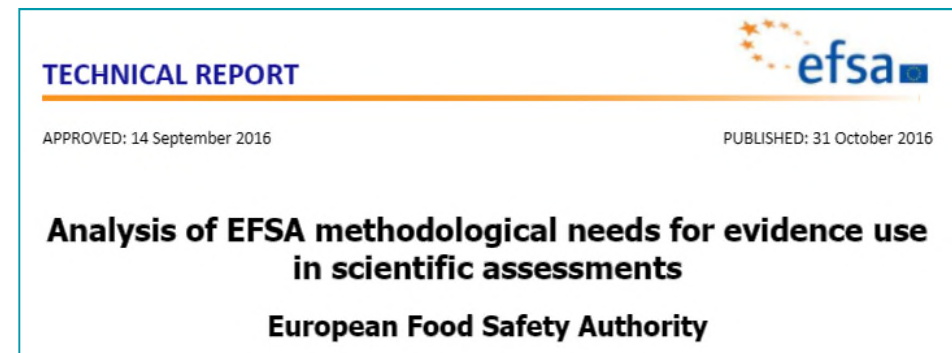 efsa
TECHNICAL REPORT
APPROVED: 14 September 2016
PUBLISHED: 31 October 2016
Analysis of EFSA methodological needs for evidence use
in scientific assessments
European Food Safety Authority